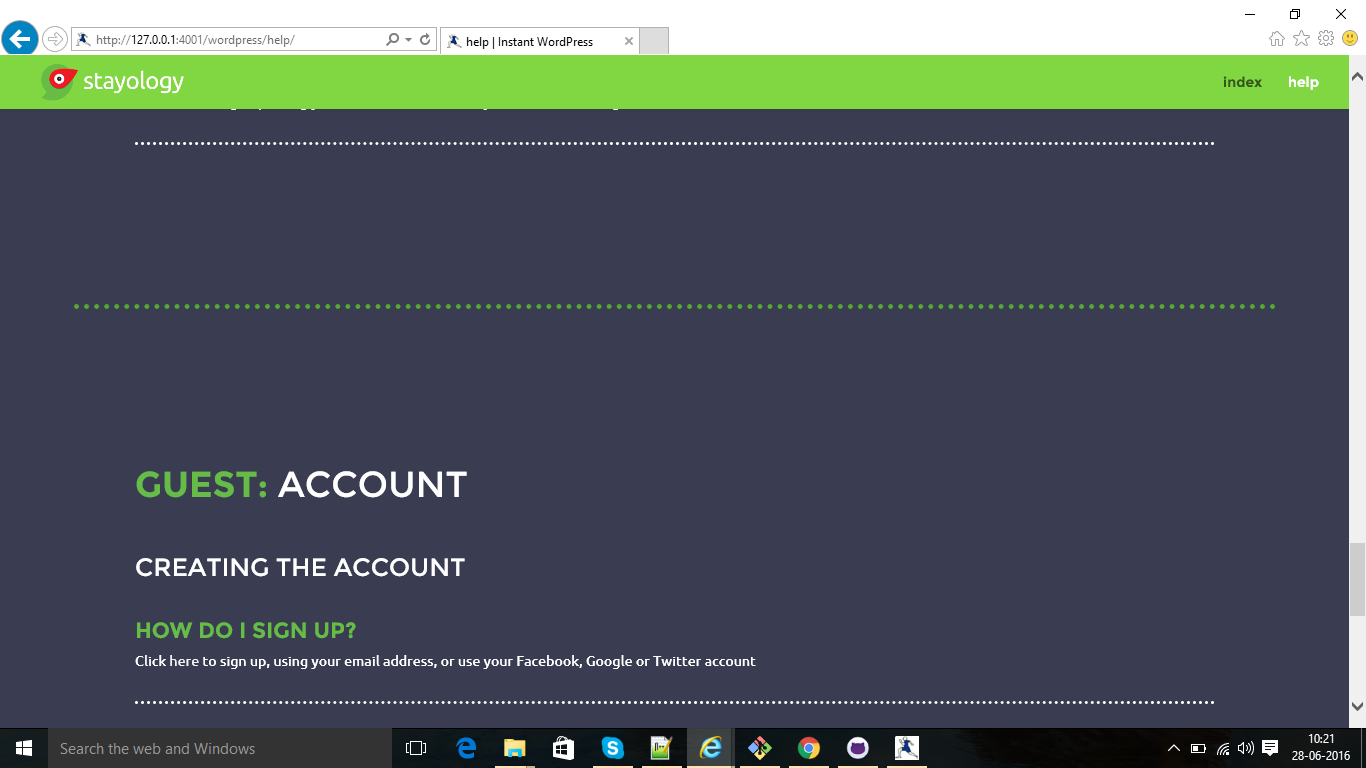 http://127.0.0.1:4001/wordpress/help/
help | Instant WordPress
stayology
index
help
GUEST: ACCOUNT
CREATING THE ACCOUNT
HOW DO I SIGN UP?
Click here to sign up, using your email address, or use your Facebook, Google or Twitter account
Search the web and Windows
10:21
28-06-2016